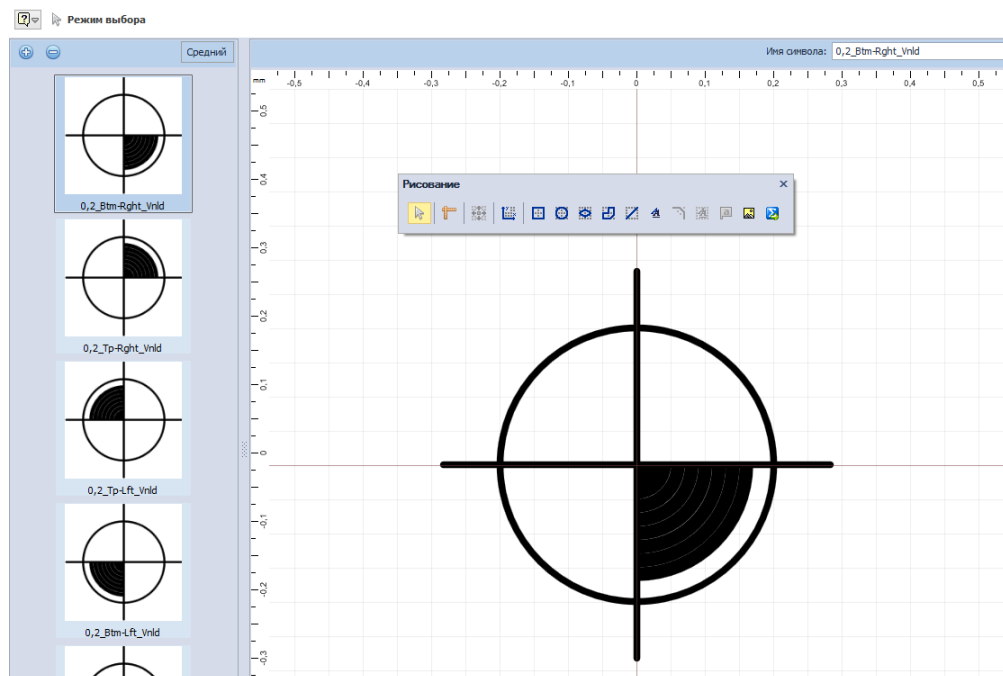 Режим выбора
Средний
Имя символа: 0,2_Btm-Rght_Vnld
mm -0,5 -0,4 -0,3 -0,2 -0,1 0 0,1 0,2 0,3 0,4 0,5
0,5
0,4
0,3
0,2
0,1
0
-0,1
-0,2
-0,3
Рисование
0,2_Btm-Rght_Vnld
0,2_Tp-Rght_Vnld
0,2_Tp-Lft_Vnld
0,2_Btm-Lft_Vnld